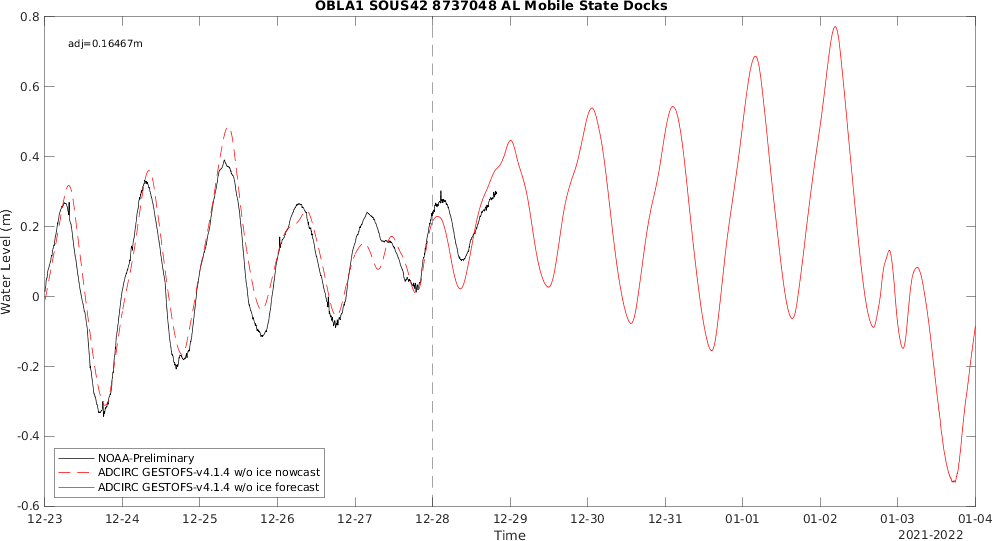 OBLA1 SOUS42 8737048 AL Mobile State Docks
adj=0.16467m
Water Level (m)
0.8
0.6
0.4
0.2
0
-0.2
-0.4
-0.6
NOAA-Preliminary
ADCIRC GESTOFS-v4.1.4 w/o ice nowcast
ADCIRC GESTOFS-v4.1.4 w/o ice forecast
12-23 12-24 12-25 12-26 12-27 12-28 12-29 12-30 12-31 01-01 01-02 01-03 01-04
Time
2021-2022